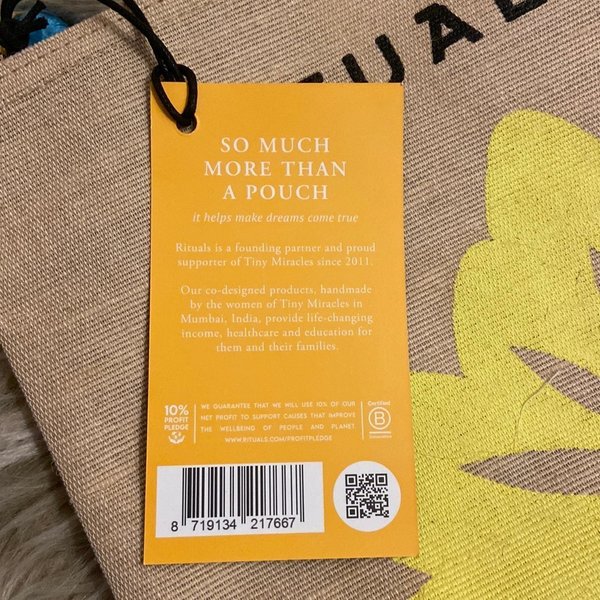 TUAL
SO MUCH
MORE THAN
A POUCH
it helps make dreams come true
Rituals is a founding partner and proud
supporter of Tiny Miracles since 2011.
Our co-designed products, handmade
by the women of Tiny Miracles in
Mumbai, India, provide life-changing
income, healthcare and education for
them and their families.
10%
PROFIT
PLEDGE
WE GUARANTEE THAT WE WILL USE 10% OF OUR
NET PROFIT TO SUPPORT CAUSES THAT IMPROVE
THE WELLBEING OF PEOPLE AND PLANET
WWW.RITUALS.COM/PROFITPLEDGE
Certified
B
Corporation
8 719134 217667